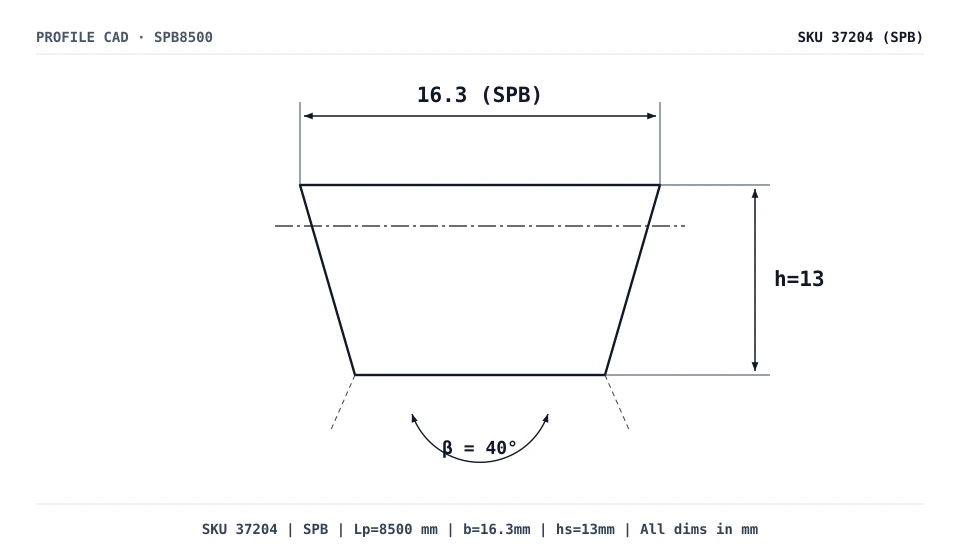 PROFILE CAD · SPB8500
SKU 37204 (SPB)
16.3 (SPB)
h=13
β = 40°
SKU 37204 | SPB | Lp=8500 mm | b=16.3mm | hs=13mm | All dims in mm